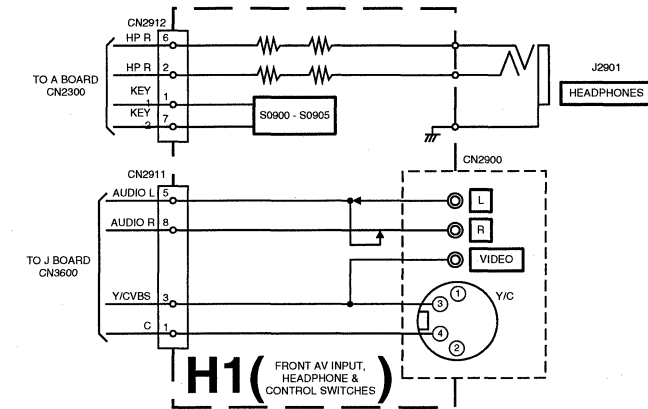 CN2912
HP R 6
HP R 2
KEY 1 1
KEY 2 7
TO A BOARD
CN2300
S0900 - S0905
J2901
HEADPHONES
CN2900
CN2911
AUDIO L 5
AUDIO R 8
TO J BOARD
CN3600
Y/CVBS 3
C 1
L
R
VIDEO
Y/C
1
3
4
2
H1 (FRONT AV INPUT,
HEADPHONE &
CONTROL SWITCHES)